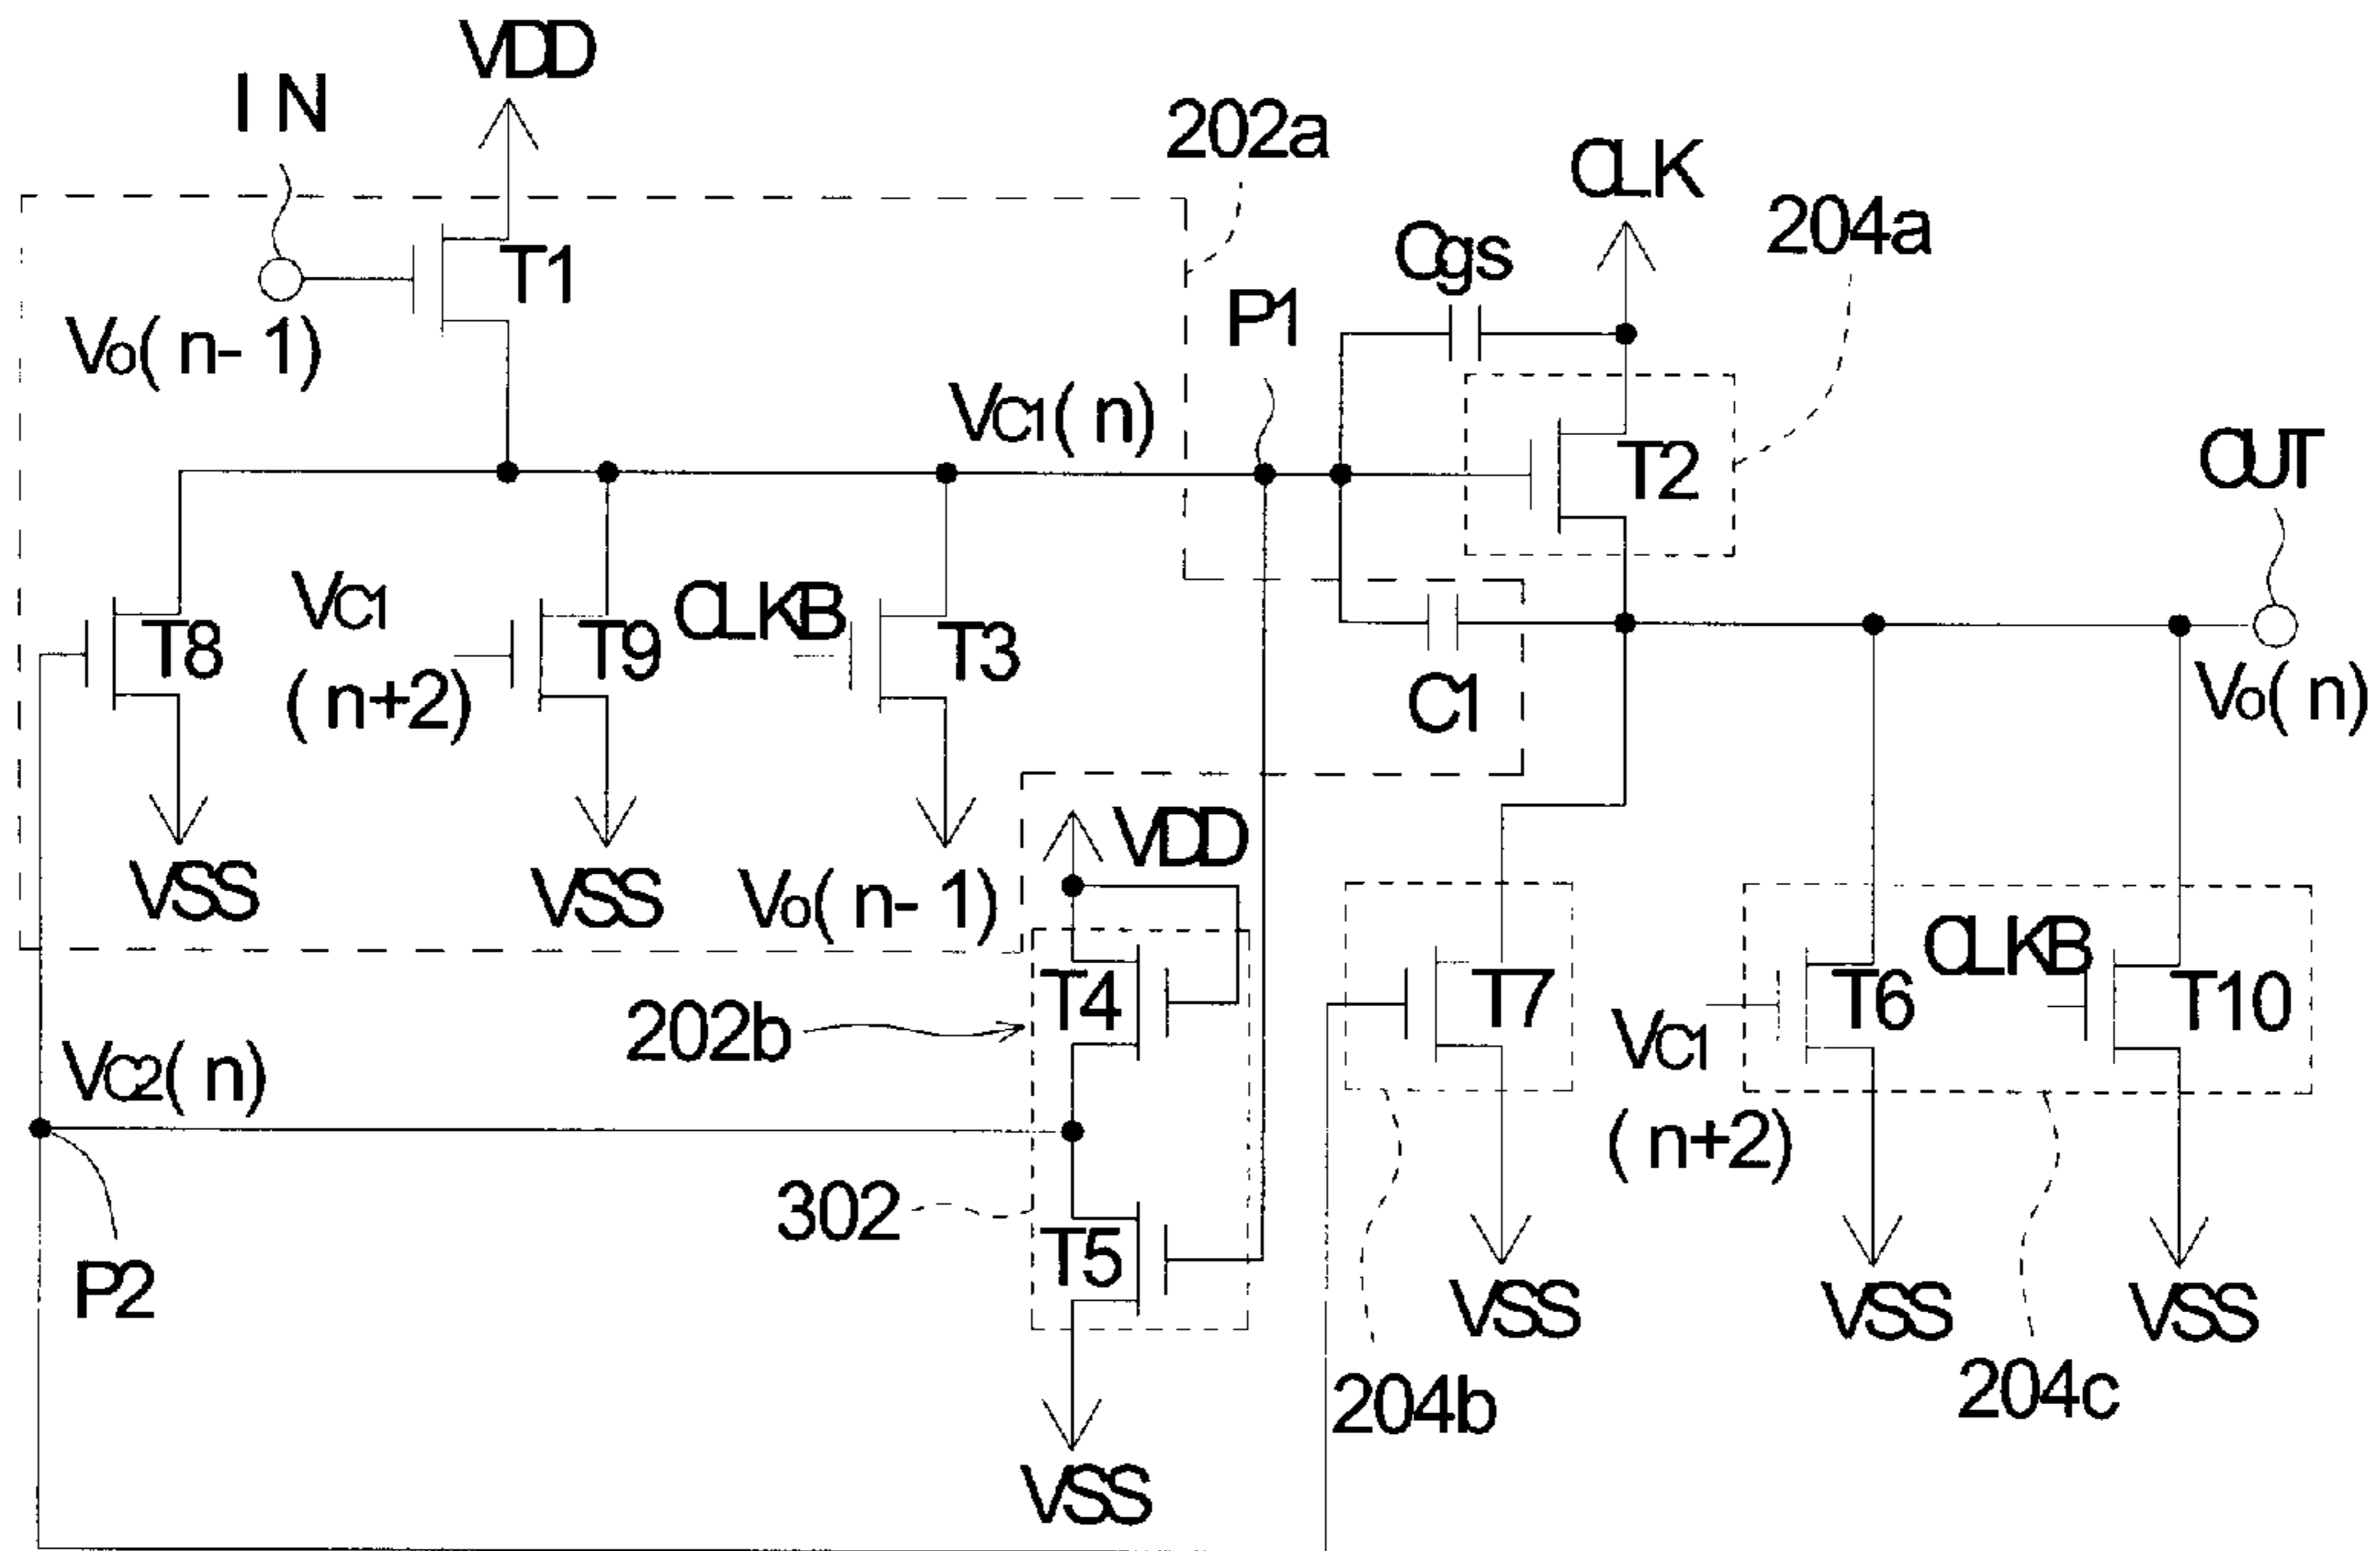 VDD
IN
202a
CLK
204a
Cgs
T1
P1
Vo(n-1)
VC1(n)
T2
OUT
VC1
(n+2)
CLKB
T8
T9
T3
C1
Vo(n)
VDD
VSS
VSS
Vo(n-1)
CLKB
T4
T7
T6
T10
202b
VC1
(n+2)
VC2(n)
302
T5
P2
VSS
VSS
VSS
204b
204c
VSS